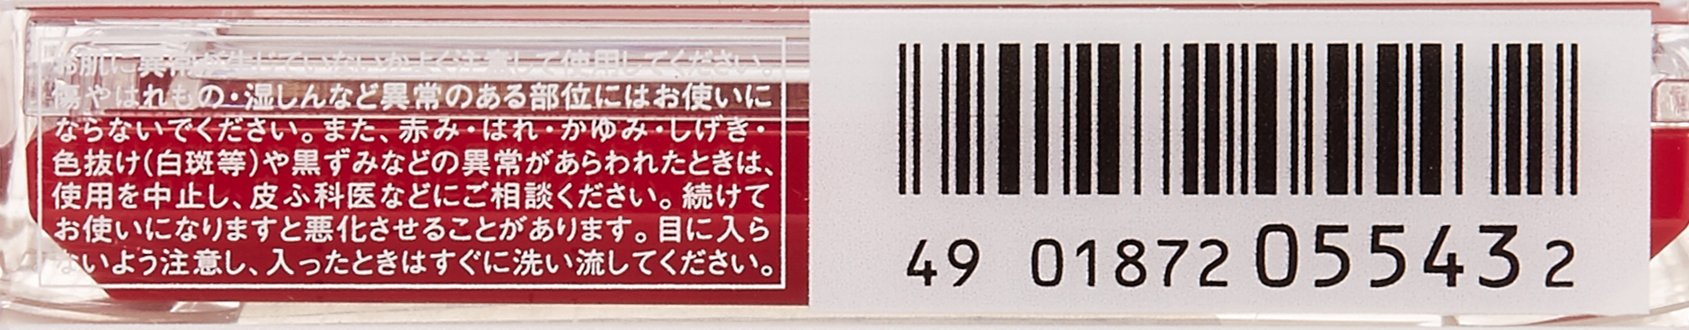 お肌に異常が生じていないかよく注意して使用してください。
傷やはれもの・湿しんなど異常のある部位にはお使いに
ならないでください。また、赤み・はれ・かゆみ・しげき・
色抜け(白斑等)や黒ずみなどの異常があらわれたときは、
使用を中止し、皮ふ科医などにご相談ください。続けて
お使いになりますと悪化させることがあります。目に入ら
ないよう注意し、入ったときはすぐに洗い流してください。
49 01872 05543 2